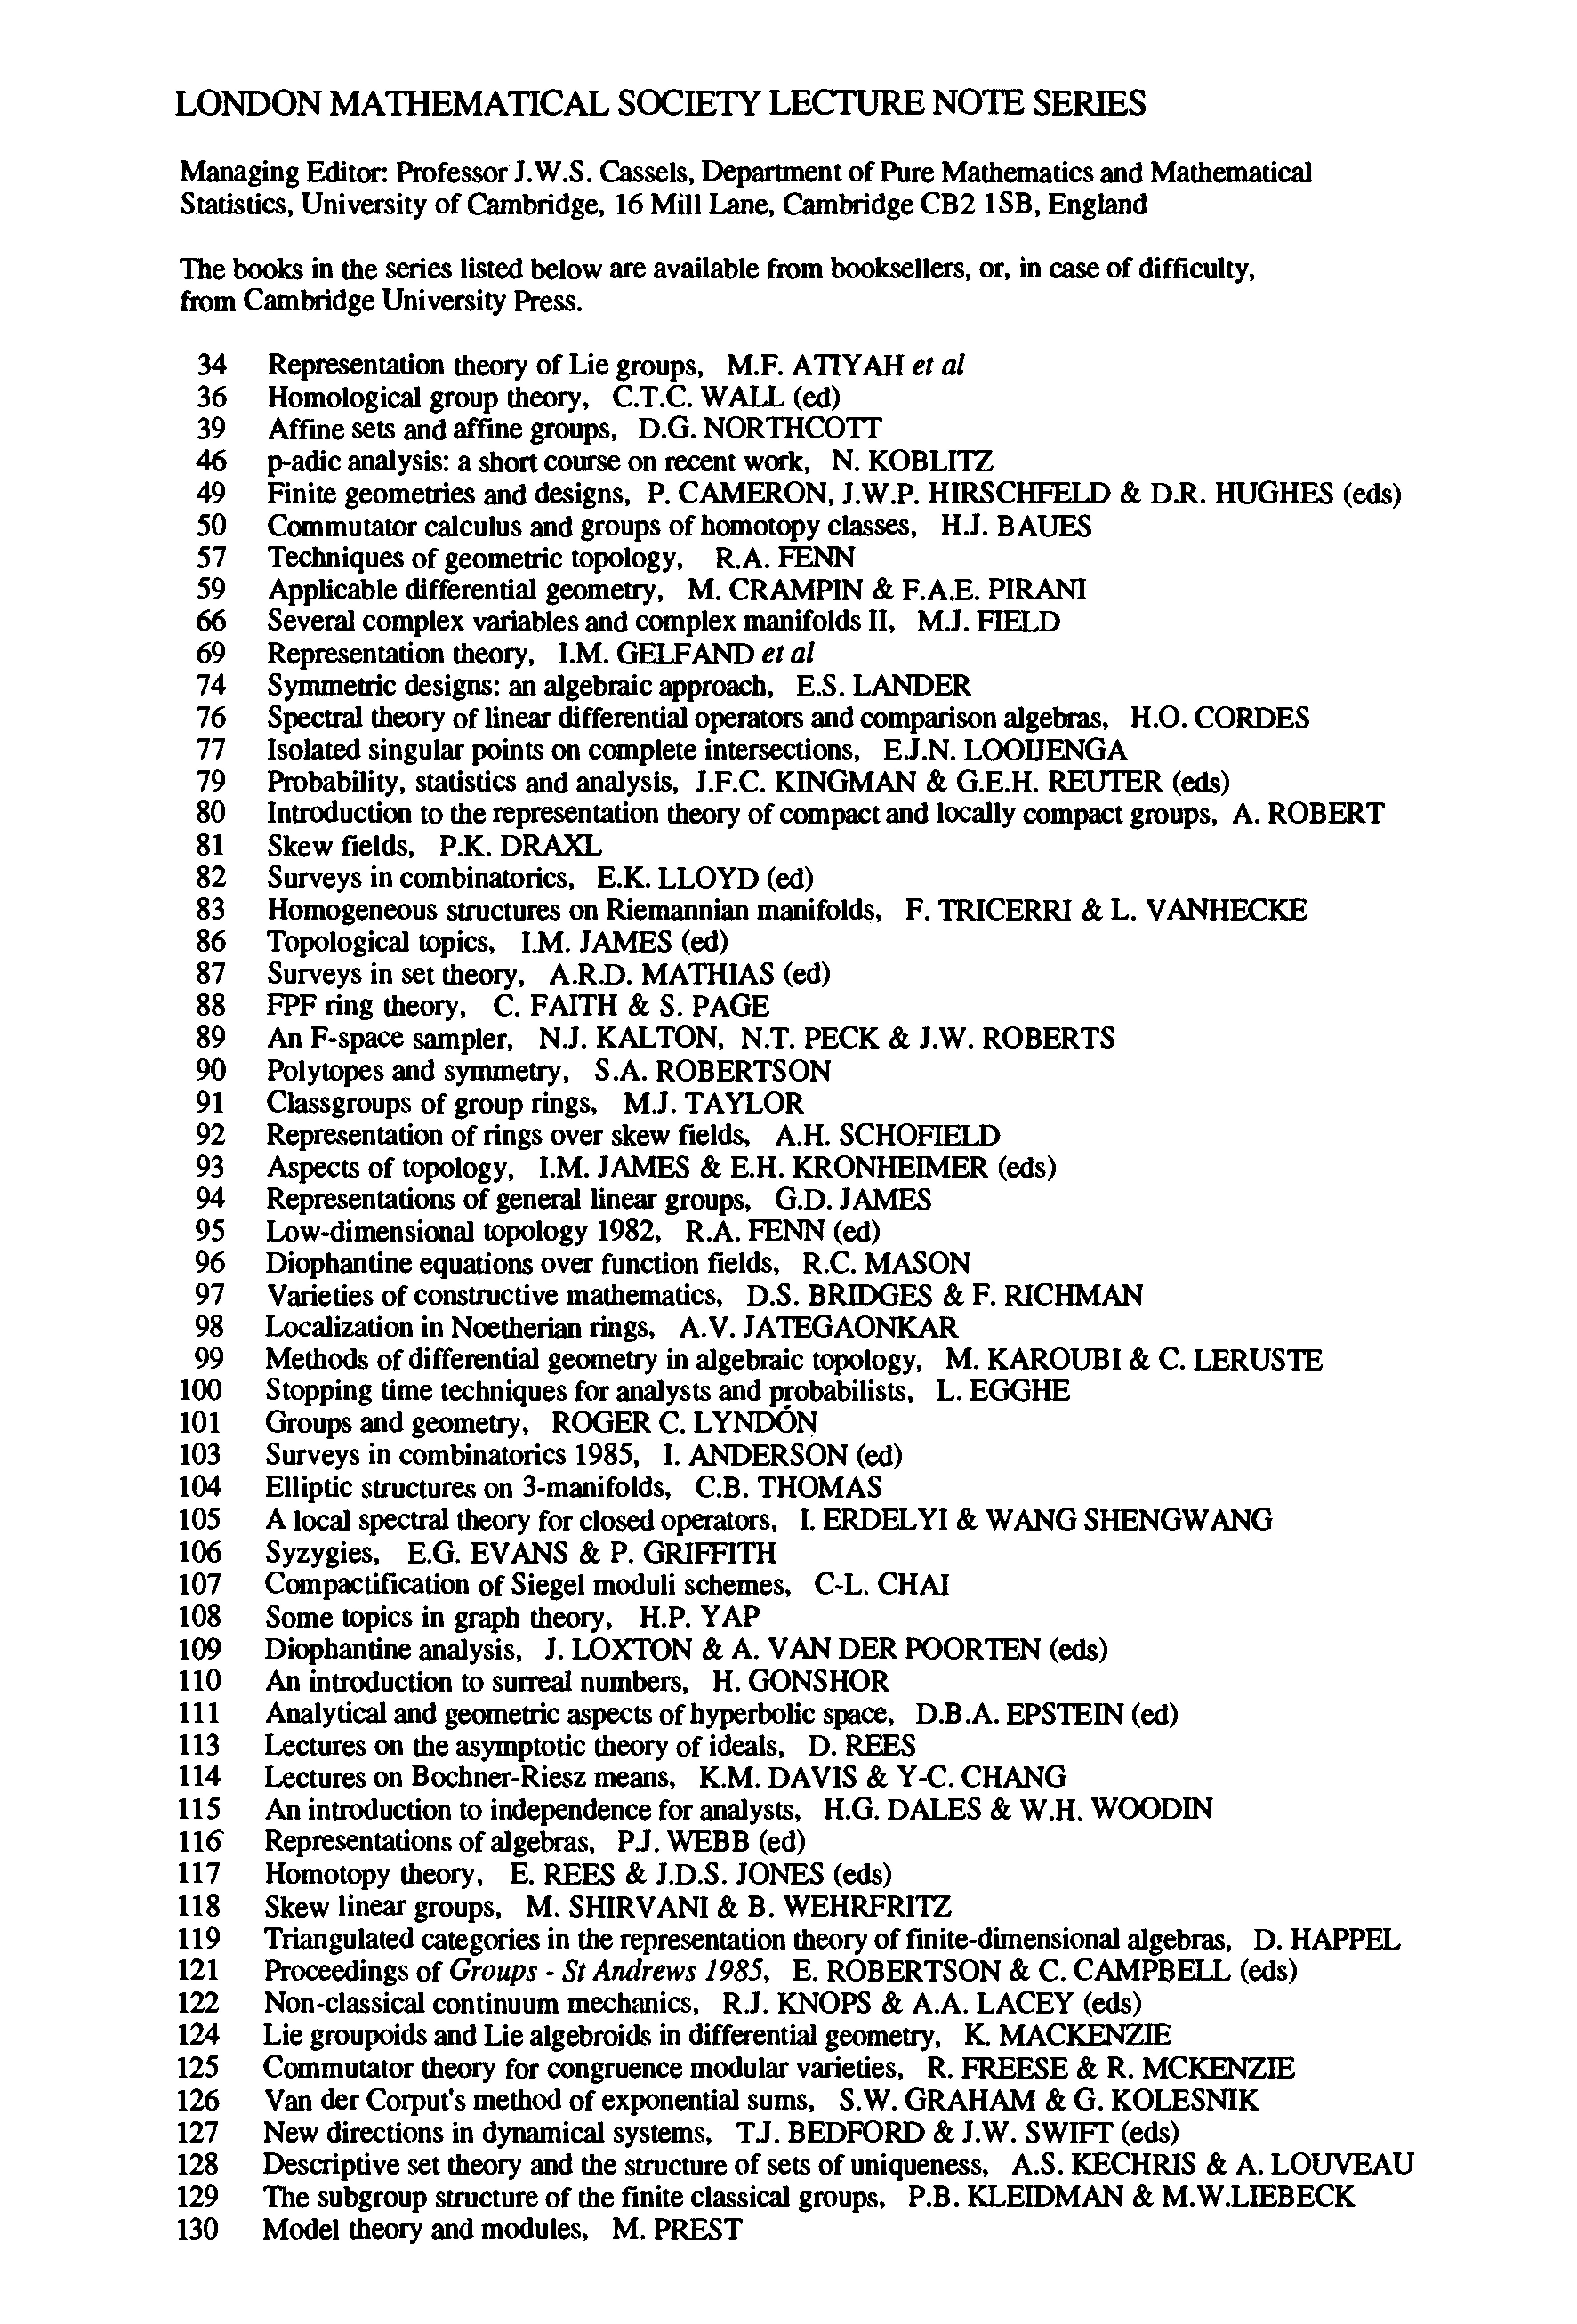 LONDON MATHEMATICAL SOCIETY LECTURE NOTE SERIES
Managing Editor: Professor J.W.S. Cassels, Department of Pure Mathematics and Mathematical
Statistics, University of Cambridge, 16 Mill Lane, Cambridge CB2 1SB, England
The books in the series listed below are available from booksellers, or, in case of difficulty,
from Cambridge University Press.
34 Representation theory of Lie groups, M.F. ATIYAH et al
36 Homological group theory, C.T.C. WALL (ed)
39 Affine sets and affine groups, D.G. NORTHCOTT
46 p-adic analysis: a short course on recent work, N. KOBLITZ
49 Finite geometries and designs, P. CAMERON, J.W.P. HIRSCHFELD & D.R. HUGHES (eds)
50 Commutator calculus and groups of homotopy classes, H.J. BAUES
57 Techniques of geometric topology, R.A. FENN
59 Applicable differential geometry, M. CRAMPIN & F.A.E. PIRANI
66 Several complex variables and complex manifolds II, M.J. FIELD
69 Representation theory, I.M. GELFAND et al
74 Symmetric designs: an algebraic approach, E.S. LANDER
76 Spectral theory of linear differential operators and comparison algebras, H.O. CORDES
77 Isolated singular points on complete intersections, E.J.N. LOOIJENGA
79 Probability, statistics and analysis, J.F.C. KINGMAN & G.E.H. REUTER (eds)
80 Introduction to the representation theory of compact and locally compact groups, A. ROBERT
81 Skew fields, P.K. DRAXL
82 Surveys in combinatorics, E.K. LLOYD (ed)
83 Homogeneous structures on Riemannian manifolds, F. TRICERRI & L. VANHECKE
86 Topological topics, I.M. JAMES (ed)
87 Surveys in set theory, A.R.D. MATHIAS (ed)
88 FPF ring theory, C. FAITH & S. PAGE
89 An F-space sampler, N.J. KALTON, N.T. PECK & J.W. ROBERTS
90 Polytopes and symmetry, S.A. ROBERTSON
91 Classgroups of group rings, M.J. TAYLOR
92 Representation of rings over skew fields, A.H. SCHOFIELD
93 Aspects of topology, I.M. JAMES & E.H. KRONHEIMER (eds)
94 Representations of general linear groups, G.D. JAMES
95 Low-dimensional topology 1982, R.A. FENN (ed)
96 Diophantine equations over function fields, R.C. MASON
97 Varieties of constructive mathematics, D.S. BRIDGES & F. RICHMAN
98 Localization in Noetherian rings, A.V. JATEGAONKAR
99 Methods of differential geometry in algebraic topology, M. KAROUBI & C. LERUSTE
100 Stopping time techniques for analysts and probabilists, L. EGGHE
101 Groups and geometry, ROGER C. LYNDON
103 Surveys in combinatorics 1985, I. ANDERSON (ed)
104 Elliptic structures on 3-manifolds, C.B. THOMAS
105 A local spectral theory for closed operators, I. ERDELYI & WANG SHENGWANG
106 Syzygies, E.G. EVANS & P. GRIFFITH
107 Compactification of Siegel moduli schemes, C-L. CHAI
108 Some topics in graph theory, H.P. YAP
109 Diophantine analysis, J. LOXTON & A. VAN DER POORTEN (eds)
110 An introduction to surreal numbers, H. GONSHOR
111 Analytical and geometric aspects of hyperbolic space, D.B.A. EPSTEIN (ed)
113 Lectures on the asymptotic theory of ideals, D. REES
114 Lectures on Bochner-Riesz means, K.M. DAVIS & Y-C. CHANG
115 An introduction to independence for analysts, H.G. DALES & W.H. WOODIN
116 Representations of algebras, P.J. WEBB (ed)
117 Homotopy theory, E. REES & J.D.S. JONES (eds)
118 Skew linear groups, M. SHIRVANI & B. WEHRFRITZ
119 Triangulated categories in the representation theory of finite-dimensional algebras, D. HAPPEL
121 Proceedings of Groups - St Andrews 1985, E. ROBERTSON & C. CAMPBELL (eds)
122 Non-classical continuum mechanics, R.J. KNOPS & A.A. LACEY (eds)
124 Lie groupoids and Lie algebroids in differential geometry, K. MACKENZIE
125 Commutator theory for congruence modular varieties, R. FREESE & R. MCKENZIE
126 Van der Corput's method of exponential sums, S.W. GRAHAM & G. KOLESNIK
127 New directions in dynamical systems, T.J. BEDFORD & J.W. SWIFT (eds)
128 Descriptive set theory and the structure of sets of uniqueness, A.S. KECHRIS & A. LOUVEAU
129 The subgroup structure of the finite classical groups, P.B. KLEIDMAN & M.W.LIEBECK
130 Model theory and modules, M. PREST